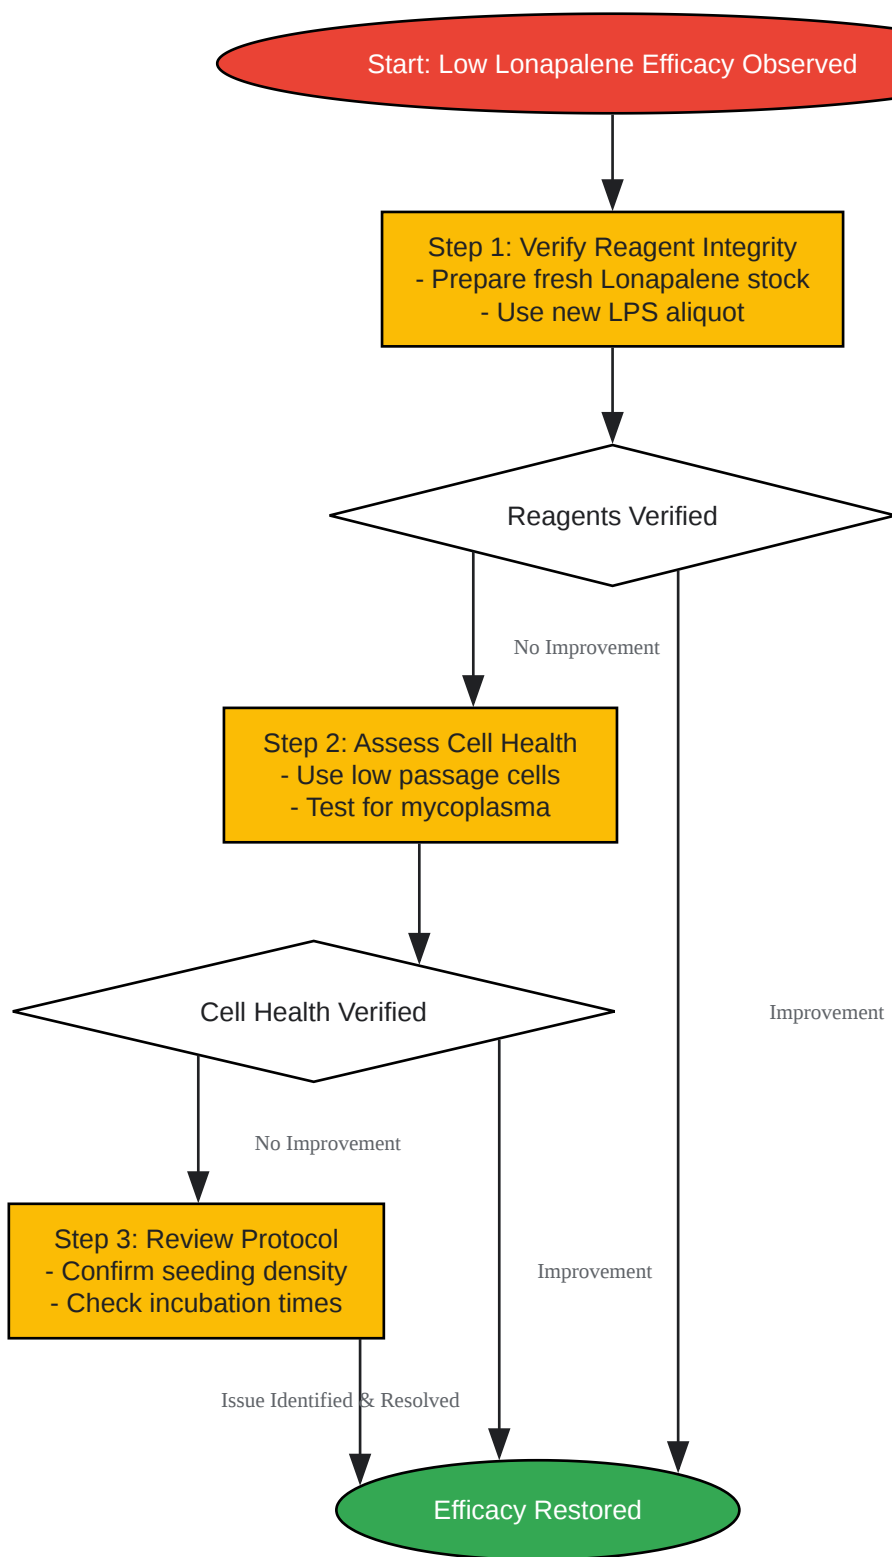 Start: Low Lonapalene Efficacy Observed
Step 1: Verify Reagent Integrity
- Prepare fresh Lonapalene stock
- Use new LPS aliquot
Reagents Verified
No Improvement
Step 2: Assess Cell Health
- Use low passage cells
- Test for mycoplasma
Cell Health Verified
Improvement
No Improvement
Step 3: Review Protocol
- Confirm seeding density
- Check incubation times
Improvement
Issue Identified & Resolved
Efficacy Restored